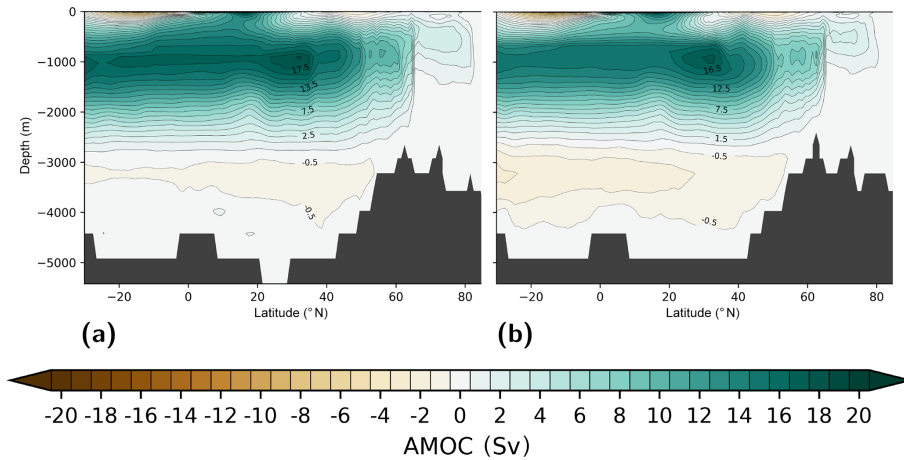 0
−1000
−2000
−3000
−4000
−5000
Depth (m)
17.5
13.5
7.5
2.5
-0.5
-0.5
16.5
12.5
7.5
1.5
-0.5
-0.5
−20 0 20 40 60 80
−20 0 20 40 60 80
Latitude (°N)
Latitude (°N)
(a)
(b)
-20 -18 -16 -14 -12 -10 -8 -6 -4 -2 0 2 4 6 8 10 12 14 16 18 20
AMOC (Sv)